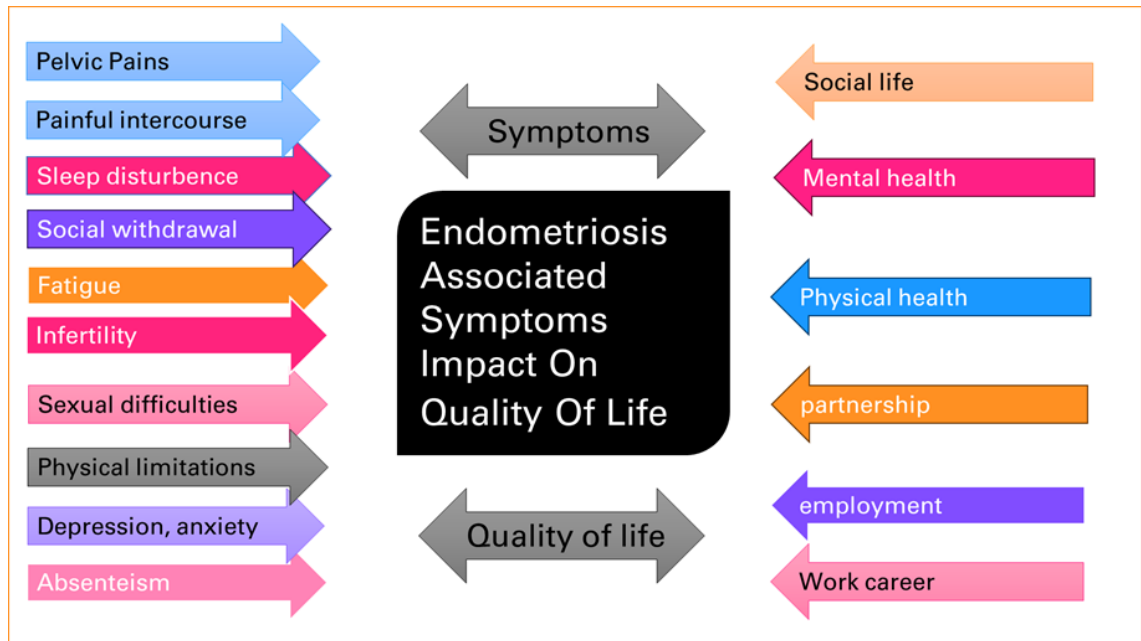 Pelvic Pains
Painful intercourse
Sleep disturbence
Social withdrawal
Fatigue
Infertility
Sexual difficulties
Physical limitations
Depression, anxiety
Absenteism
Symptoms
Endometriosis
Associated
Symptoms
Impact On
Quality Of Life
Quality of life
Social life
Mental health
Physical health
partnership
employment
Work career